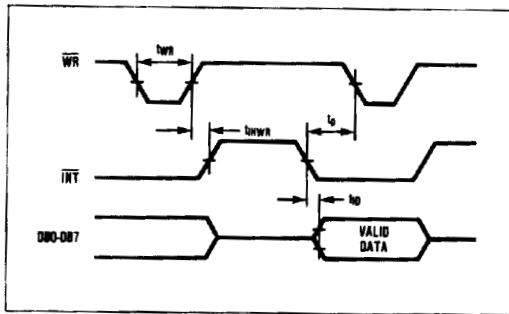 WR
tWR
tIHWR
tP
INT
tID
DB0-DB7
VALID
DATA